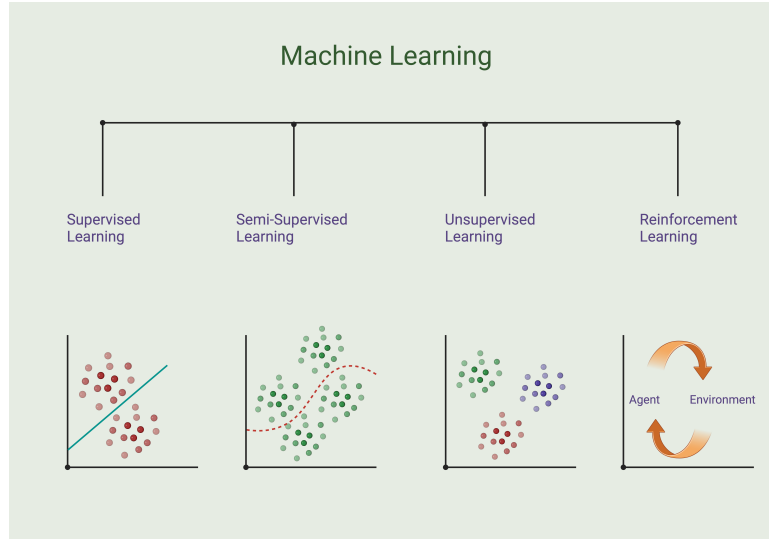 Machine Learning
Supervised
Learning
Semi-Supervised
Learning
Unsupervised
Learning
Reinforcement
Learning
Agent
Environment